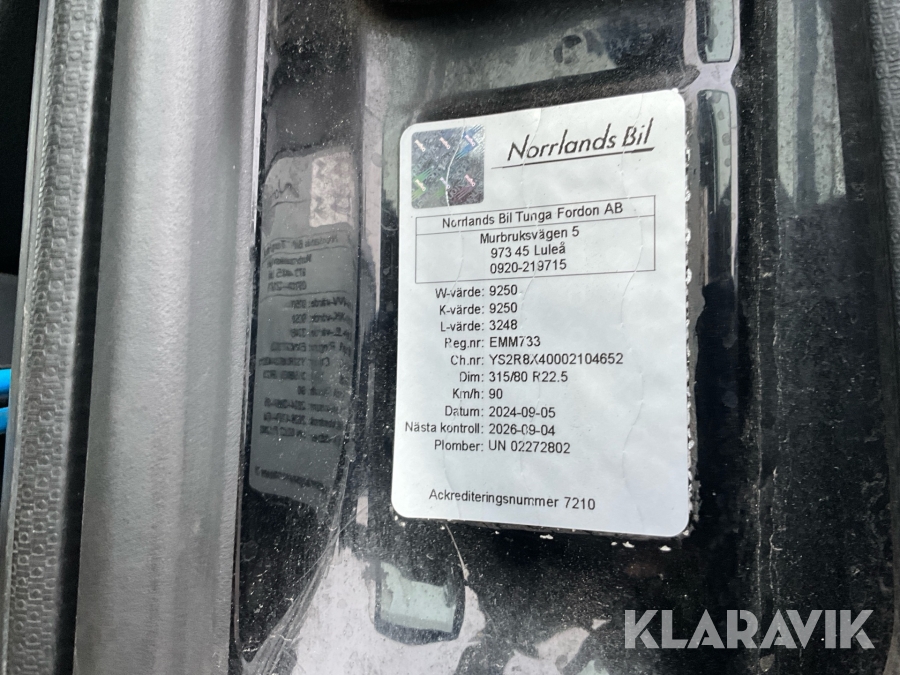 Norrlands Bil
Norrlands Bil Tunga Fordon AB
Murbruksvägen 5
973 45 Luleå
0920-219715
W-värde: 9250
K-värde: 9250
L-värde: 3248
Reg.nr: EMM733
Ch.nr: YS2R8X40002104652
Dim: 315/80 R22.5
Km/h: 90
Datum: 2024-09-05
Nästa kontroll: 2026-09-04
Plomber: UN 02272802
Ackrediteringsnummer 7210
KLARAVIK